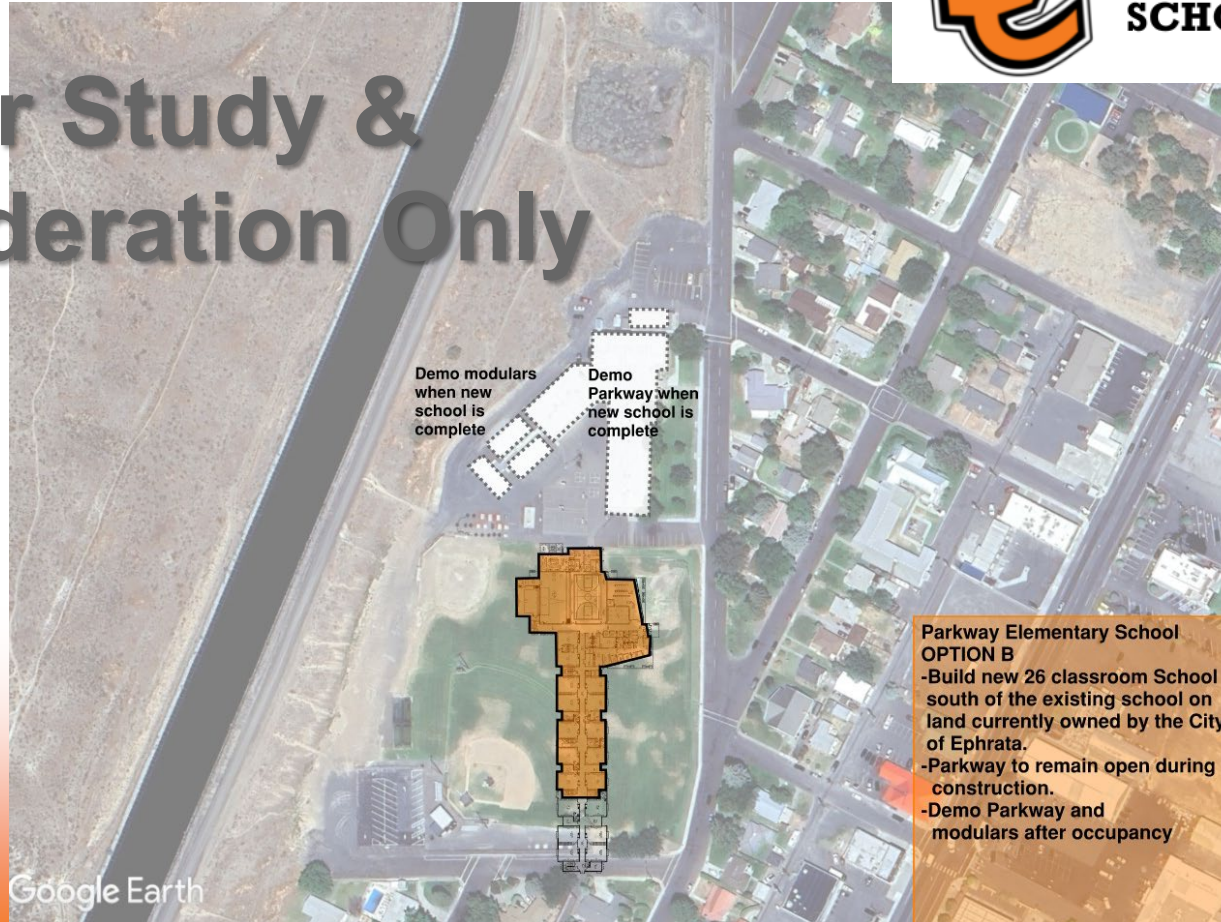 SCHO
r Study &
deration Only
Demo modulars
when new
school is
complete
Demo
Parkway when
new school is
complete
Parkway Elementary School
OPTION B
-Build new 26 classroom School
south of the existing school on
land currently owned by the City
of Ephrata.
-Parkway to remain open during
construction.
-Demo Parkway and
modulars after occupancy
Google Earth